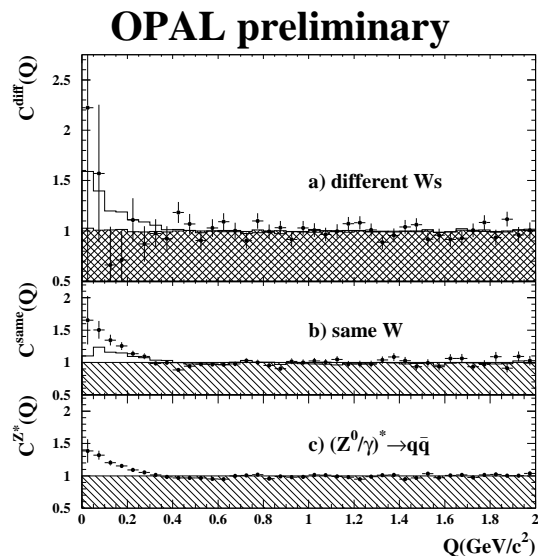 OPAL preliminary
C^diff(Q)
2.5
2
1.5
1
0.5
a) different Ws
C^same(Q)
2
1.5
1
0.5
b) same W
C^Z*(Q)
2
1.5
1
0.5
c) (Z^0/γ)^*→qq̄
0 0.2 0.4 0.6 0.8 1 1.2 1.4 1.6 1.8 2
Q(GeV/c^2)